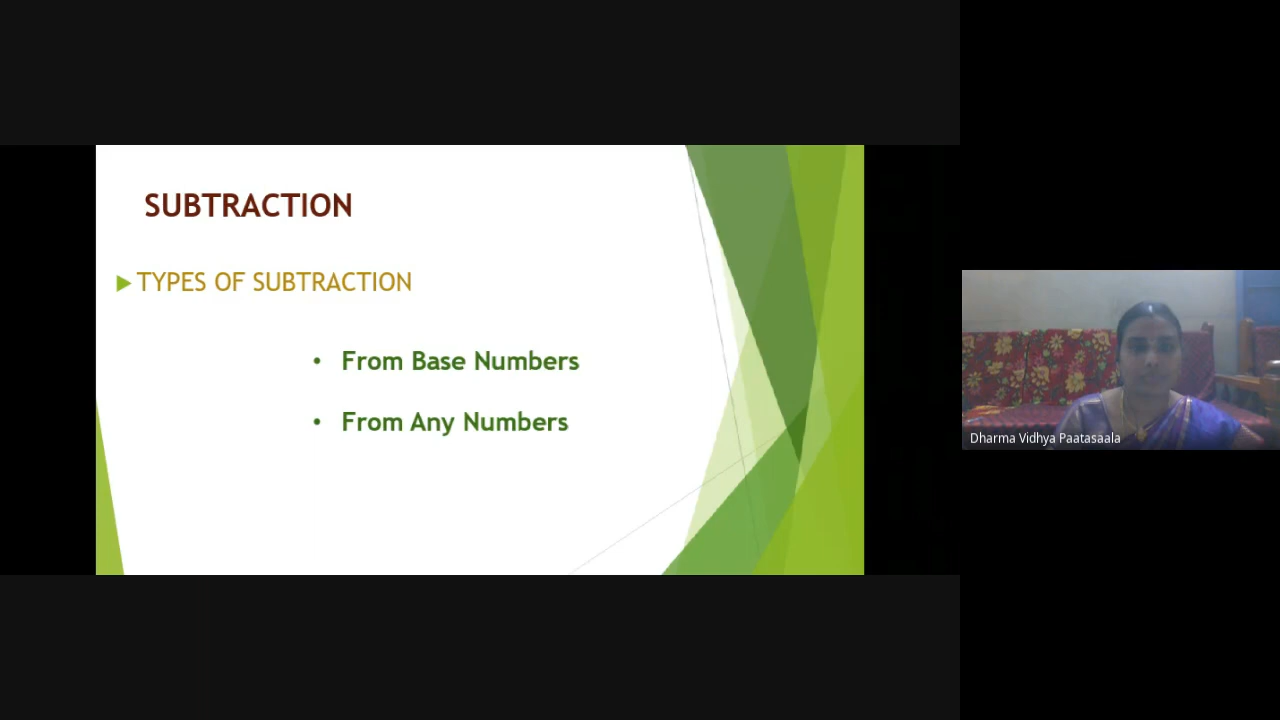 SUBTRACTION
TYPES OF SUBTRACTION
• From Base Numbers
• From Any Numbers
Dharma Vidhya Paatasaala